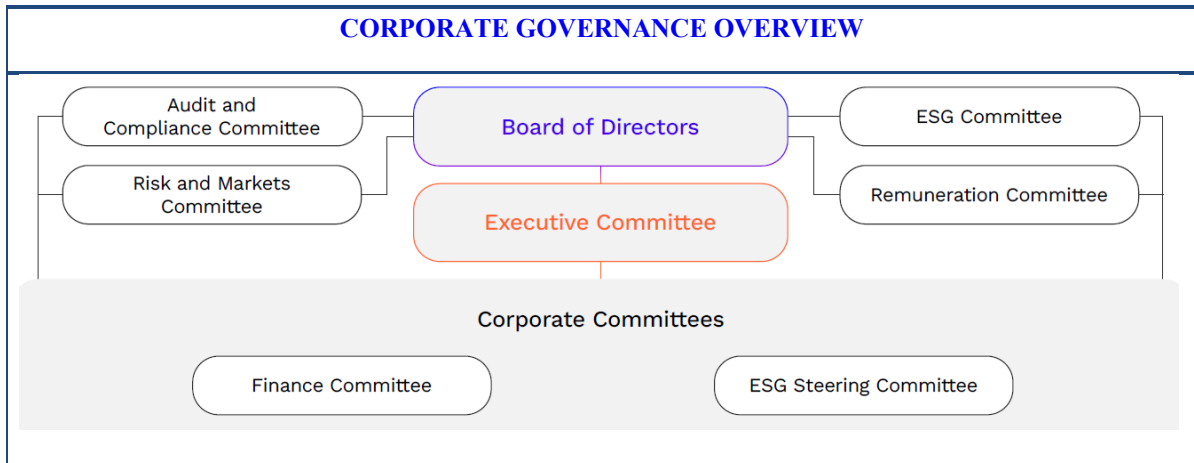 CORPORATE GOVERNANCE OVERVIEW
Audit and
Compliance Committee
Board of Directors
ESG Committee
Risk and Markets
Committee
Executive Committee
Remuneration Committee
Corporate Committees
Finance Committee
ESG Steering Committee